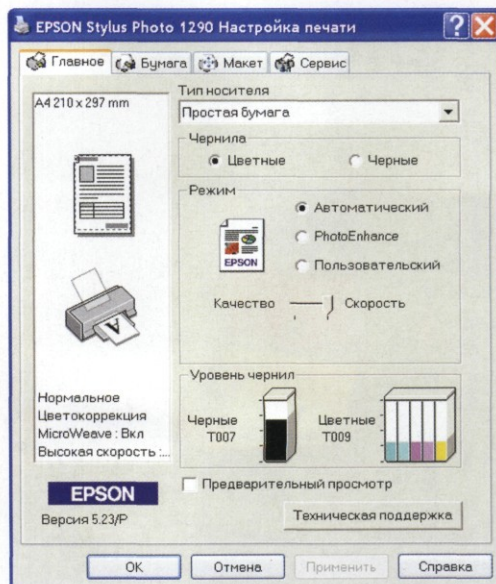 EPSON Stylus Photo 1290 Настройка печати
Главное Бумага Макет Сервис
A4 210 x 297 mm
Тип носителя
Простая бумага
Чернила
Цветные Черные
Режим
EPSON
Автоматический
PhotoEnhance
Пользовательский
Качество Скорость
Нормальное
Цветокоррекция
MicroWeave : Вкл
Высокая скорость :...
Уровень чернил
Черные
T007
Цветные
T009
EPSON
Версия 5.23/P
Предварительный просмотр
Техническая поддержка
OK Отмена Применить Справка